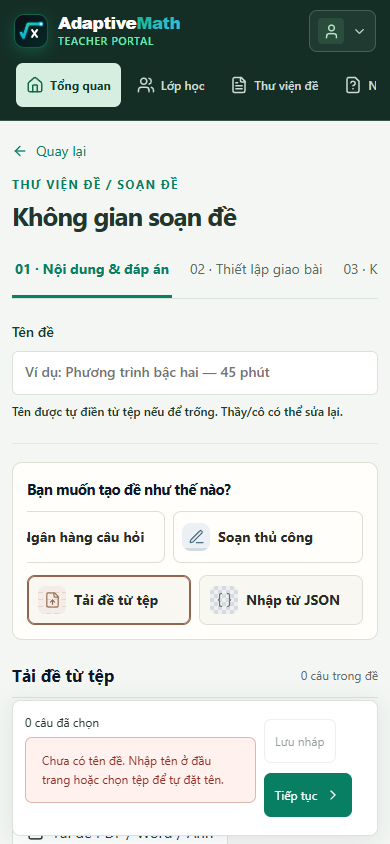 AdaptiveMath
TEACHER PORTAL
Tổng quan
Lớp học
Thư viện đề
N
Quay lại
THƯ VIỆN ĐỀ / SOẠN ĐỀ
Không gian soạn đề
01 · Nội dung & đáp án
02 · Thiết lập giao bài
03 · K
Tên đề
Ví dụ: Phương trình bậc hai — 45 phút
Tên được tự điền từ tệp nếu để trống. Thầy/cô có thể sửa lại.
Bạn muốn tạo đề như thế nào?
Ngân hàng câu hỏi
Soạn thủ công
Tải đề từ tệp
Nhập từ JSON
Tải đề từ tệp
0 câu trong đề
0 câu đã chọn
Chưa có tên đề. Nhập tên ở đầu
trang hoặc chọn tệp để tự đặt tên.
Lưu nháp
Tiếp tục